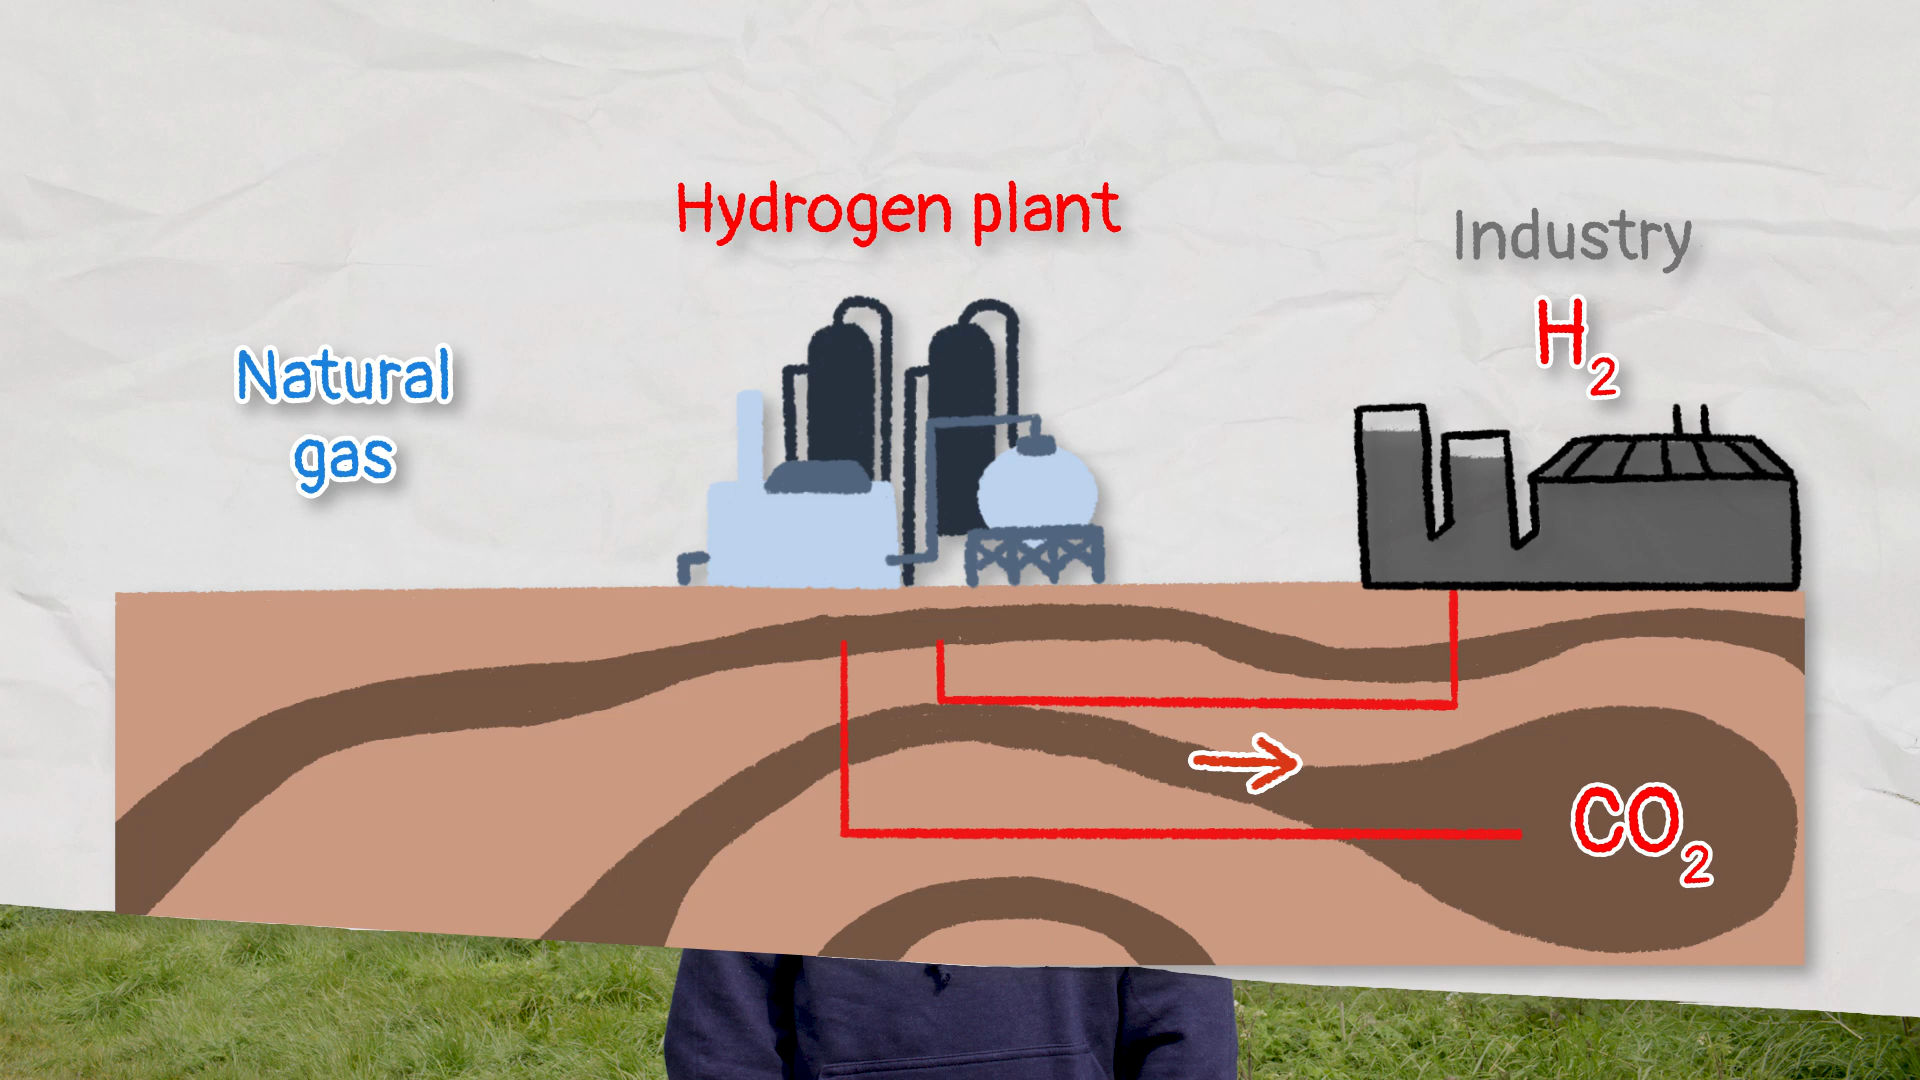 Hydrogen plant
Industry
H₂
Natural
gas
CO₂